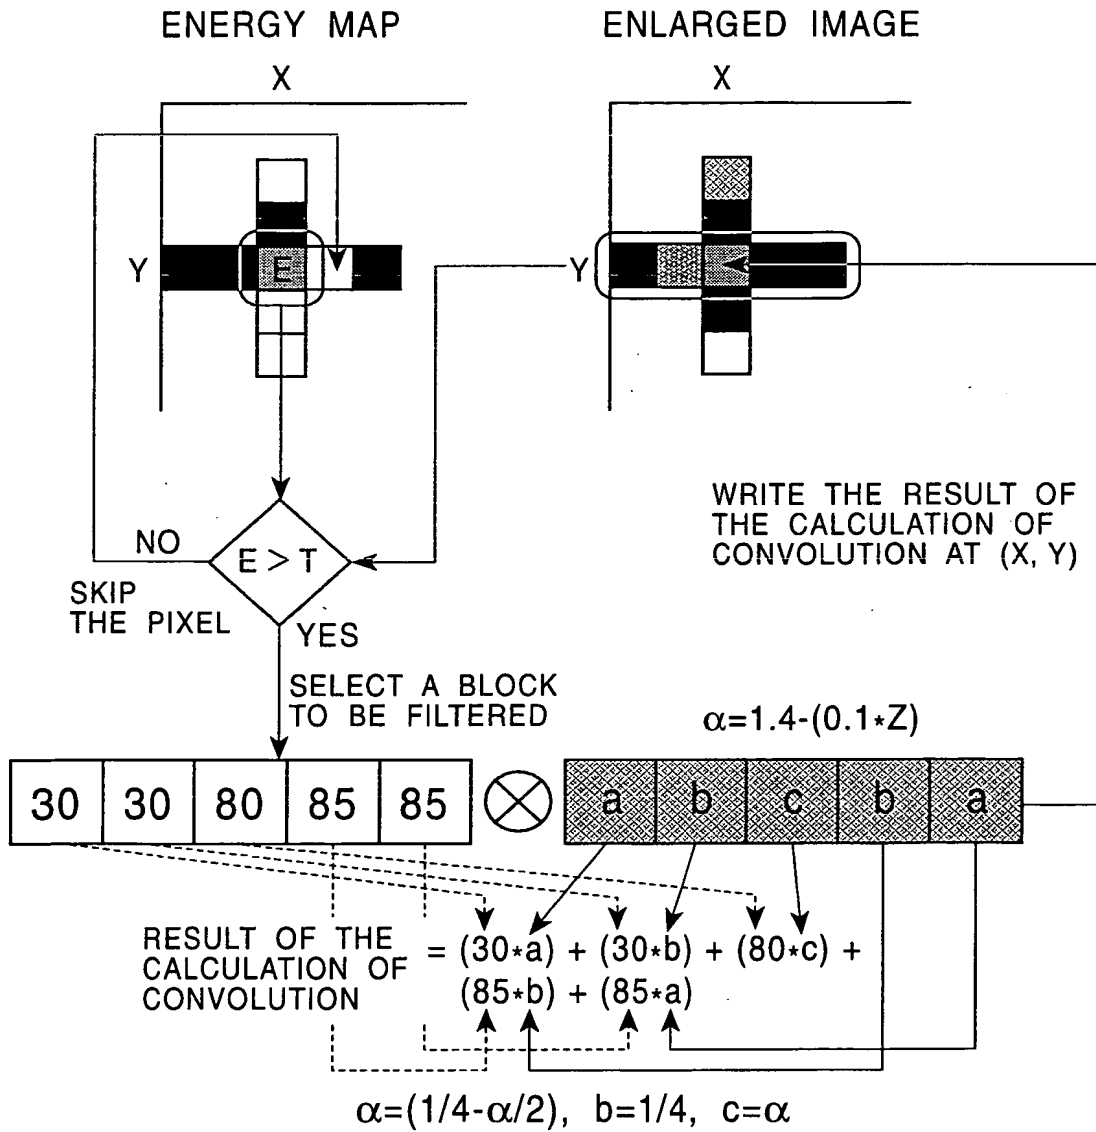 ENERGY MAP
ENLARGED IMAGE
X
X
Y
E
Y
NO
E > T
SKIP
THE PIXEL
YES
WRITE THE RESULT OF
THE CALCULATION OF
CONVOLUTION AT (X, Y)
SELECT A BLOCK
TO BE FILTERED
α=1.4-(0.1*Z)
30 30 80 85 85
a b c b a
RESULT OF THE
CALCULATION OF
CONVOLUTION
= (30*a) + (30*b) + (80*c) +
(85*b) + (85*a)
α=(1/4-α/2), b=1/4, c=α